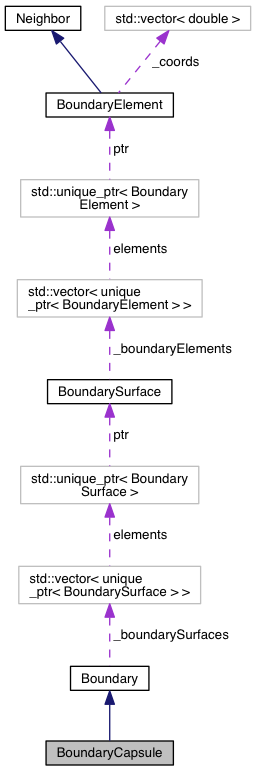 Neighbor
std::vector< double >
_coords
BoundaryElement
ptr
std::unique_ptr< Boundary
Element >
elements
std::vector< unique
_ptr< BoundaryElement > >
_boundaryElements
BoundarySurface
ptr
std::unique_ptr< Boundary
Surface >
elements
std::vector< unique
_ptr< BoundarySurface > >
_boundarySurfaces
Boundary
BoundaryCapsule